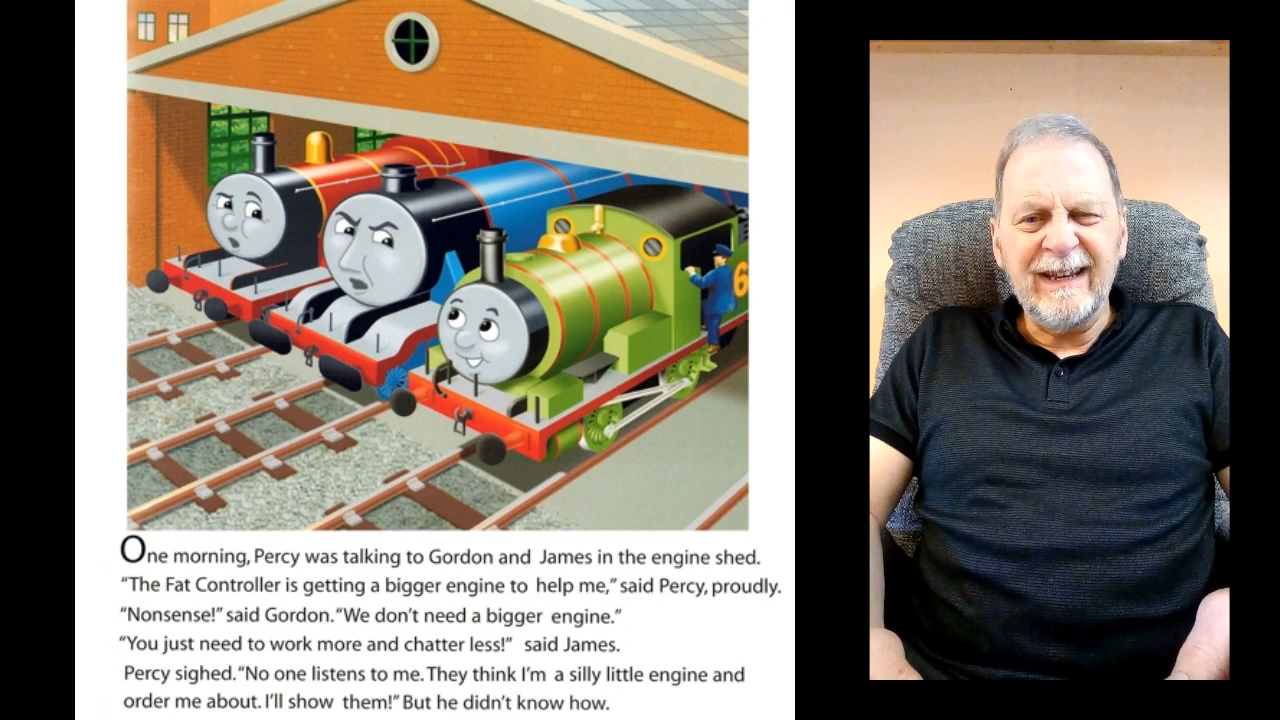 6
One morning, Percy was talking to Gordon and James in the engine shed.
“The Fat Controller is getting a bigger engine to help me,” said Percy, proudly.
“Nonsense!” said Gordon. “We don’t need a bigger engine.”
“You just need to work more and chatter less!” said James.
Percy sighed. “No one listens to me. They think I’m a silly little engine and
order me about. I’ll show them!” But he didn’t know how.